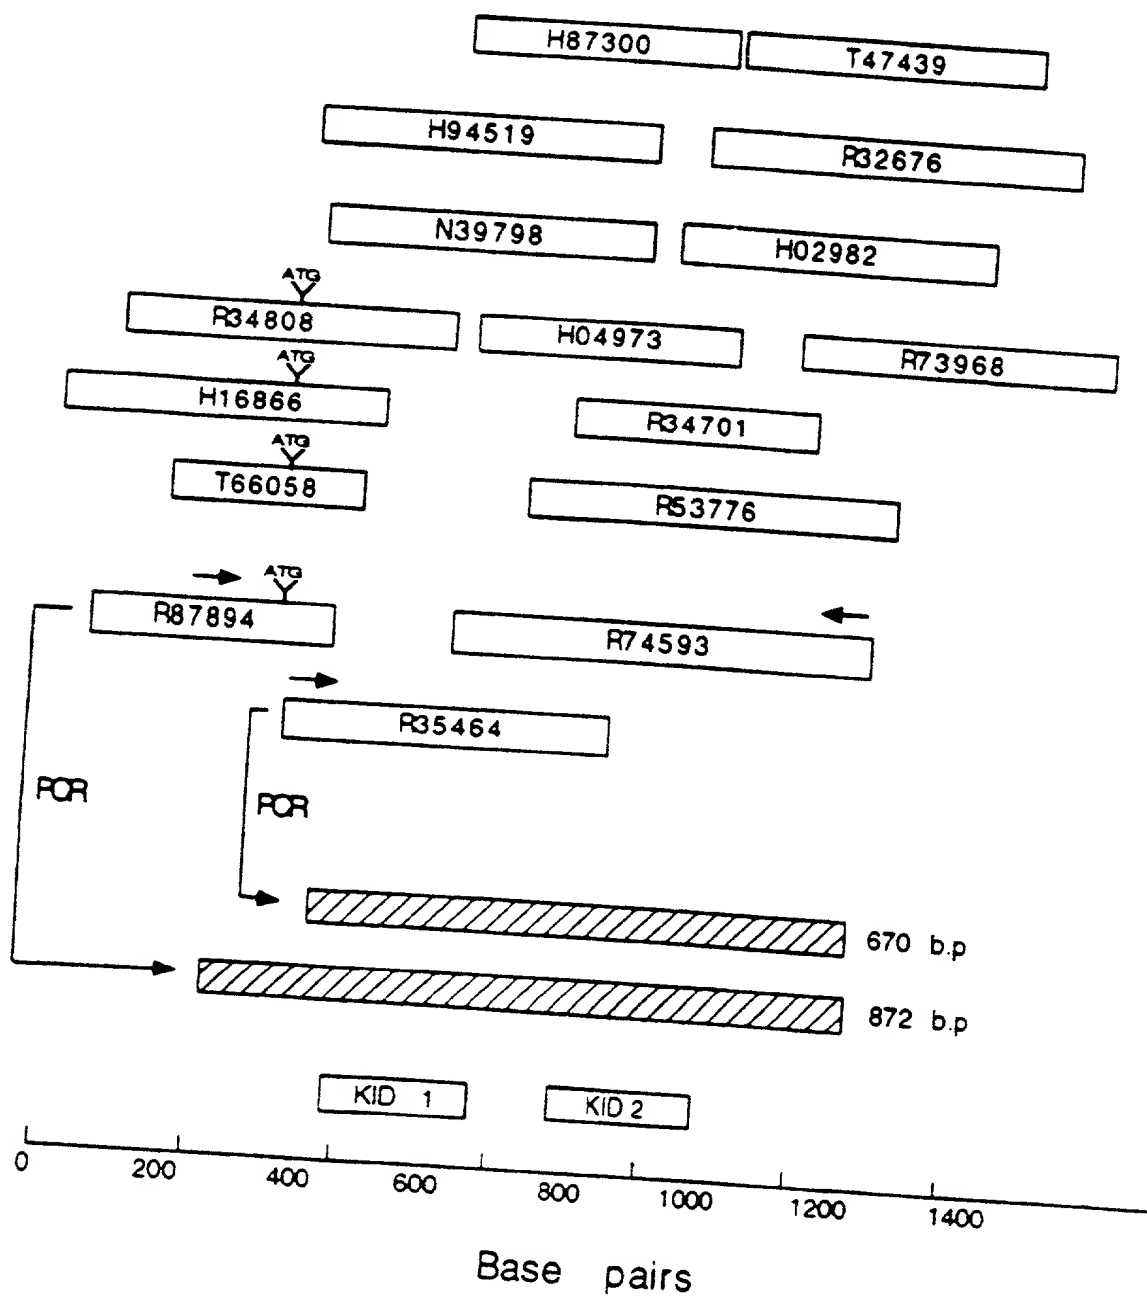 H87300 T47439
H94519 R32676
N39798 H02982
ATG
R34808 H04973 R73968
ATG
H16866 R34701
ATG
T66058 R53776
ATG
R87894 R74593
R35464
PCR PCR
670 b.p
872 b.p
KID 1 KID 2
0 200 400 600 800 1000 1200 1400
Base pairs